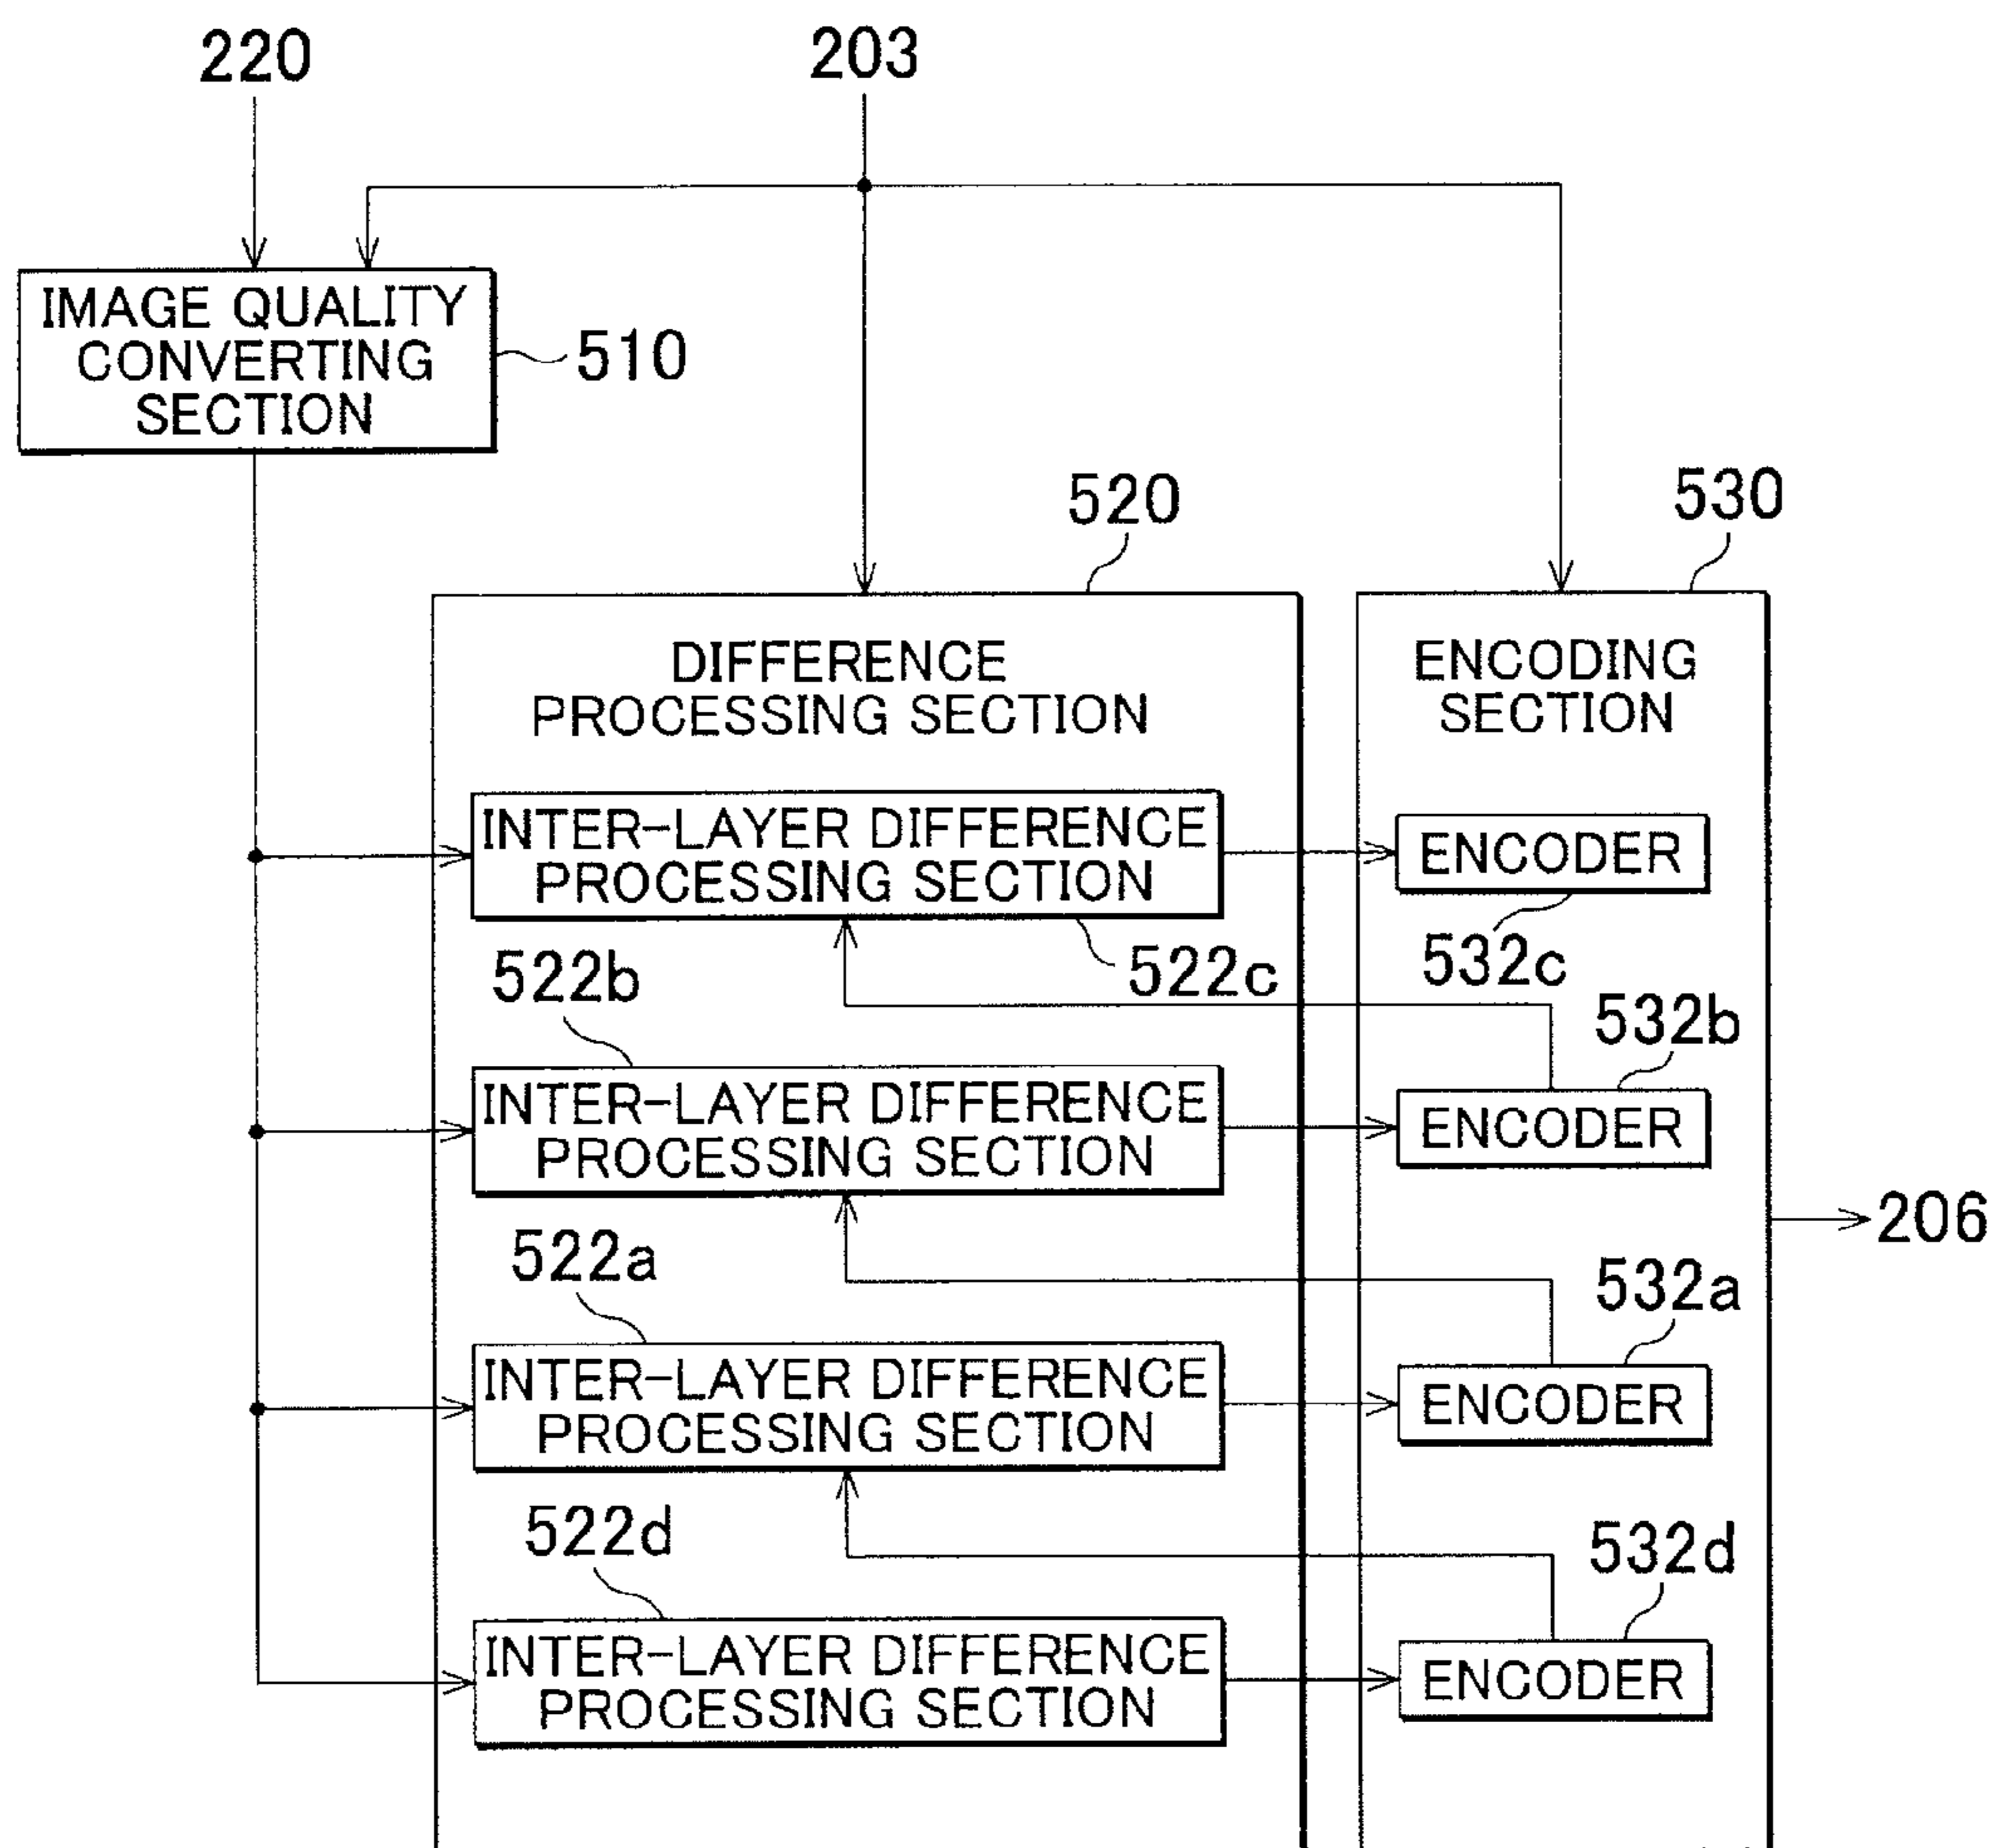 220
203
IMAGE QUALITY
CONVERTING
SECTION
510
520
530
DIFFERENCE
PROCESSING SECTION
ENCODING
SECTION
INTER-LAYER DIFFERENCE
PROCESSING SECTION
ENCODER
522b
522c
532c
532b
INTER-LAYER DIFFERENCE
PROCESSING SECTION
ENCODER
206
522a
532a
INTER-LAYER DIFFERENCE
PROCESSING SECTION
ENCODER
522d
532d
INTER-LAYER DIFFERENCE
PROCESSING SECTION
ENCODER